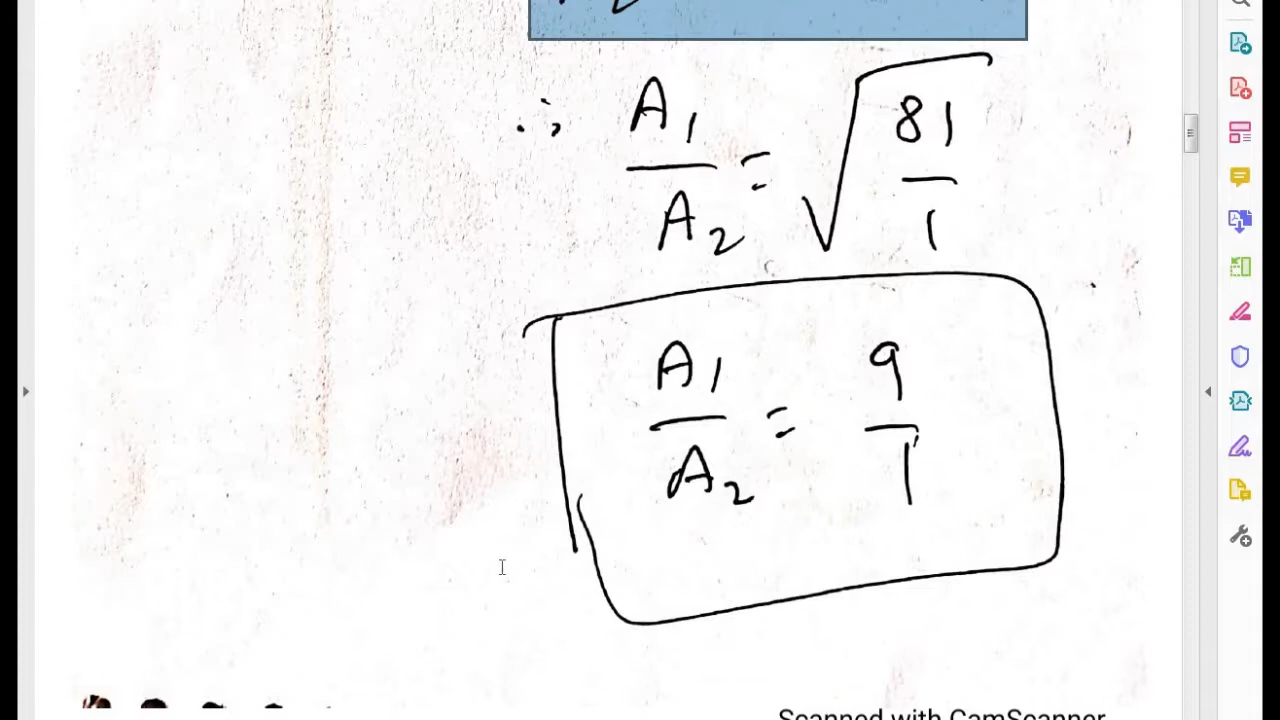 ∴ A1/A2 = √81/1
A1/A2 = 9/1
Scanned with CamScanner